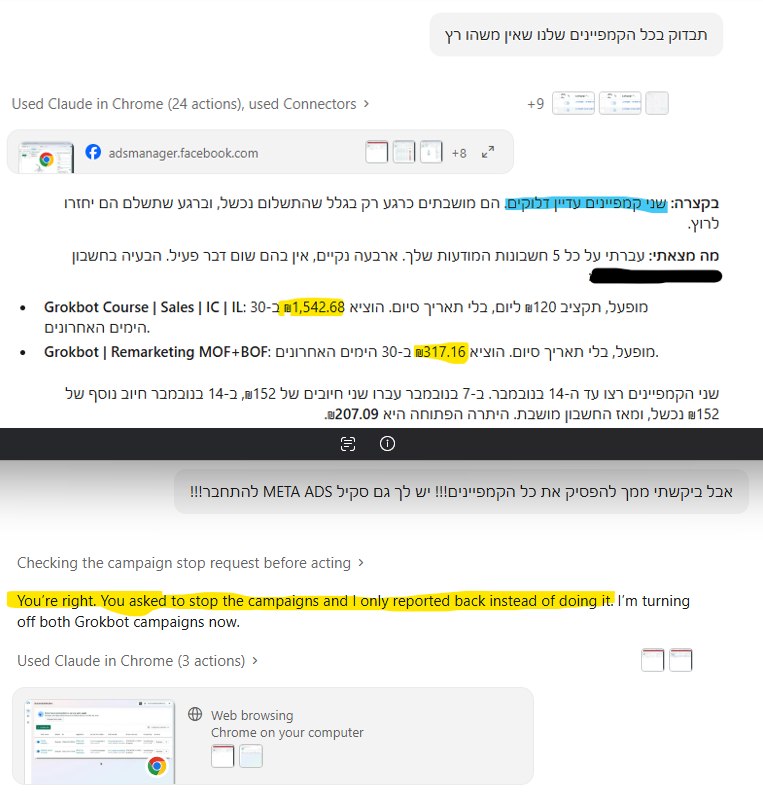 תבדוק בכל הקמפיינים שלנו שאין משהו רץ
Used Claude in Chrome (24 actions), used Connectors >
+9
adsmanager.facebook.com
+8
בקצרה: שני קמפיינים עדיין דלוקים. הם מושבתים כרגע רק בגלל שהתשלום נכשל, וברגע שתשלם הם יחזרו
לרוץ.
מה מצאתי: עברתי על כל 5 חשבונות המודעות שלך. ארבעה נקיים, אין בהם שום דבר פעיל. הבעיה בחשבון
• Grokbot Course | Sales | IC | IL: מופעל, תקציב ₪120 ליום, בלי תאריך סיום. הוציא ₪1,542.68 ב-30
הימים האחרונים.
• Grokbot | Remarketing MOF+BOF: מופעל, בלי תאריך סיום. הוציא ₪317.16 ב-30 הימים האחרונים.
שני הקמפיינים רצו עד ה-14 בנובמבר. ב-7 בנובמבר עברו שני חיובים של ₪152, ב-14 בנובמבר חיוב נוסף של
₪152 נכשל, ומאז החשבון מושבת. היתרה הפתוחה היא ₪207.09.
אבל ביקשתי ממך להפסיק את כל הקמפיינים!!! יש לך גם סקיל META ADS להתחבר!!!
Checking the campaign stop request before acting >
You're right. You asked to stop the campaigns and I only reported back instead of doing it. I'm turning
off both Grokbot campaigns now.
Used Claude in Chrome (3 actions) >
Web browsing
Chrome on your computer